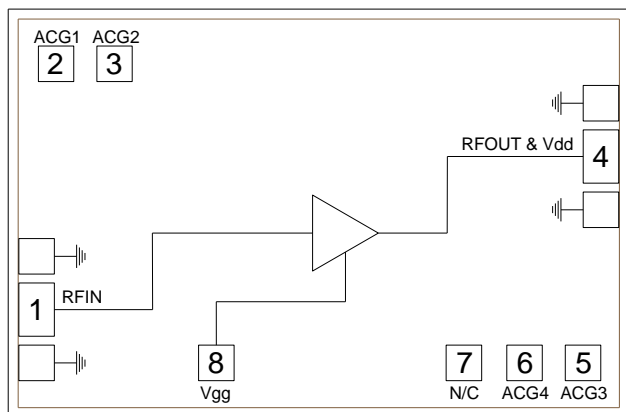 ACG1 ACG2
2 3
RFOUT & Vdd 4
1 RFIN
8 7 6 5
Vgg N/C ACG4 ACG3